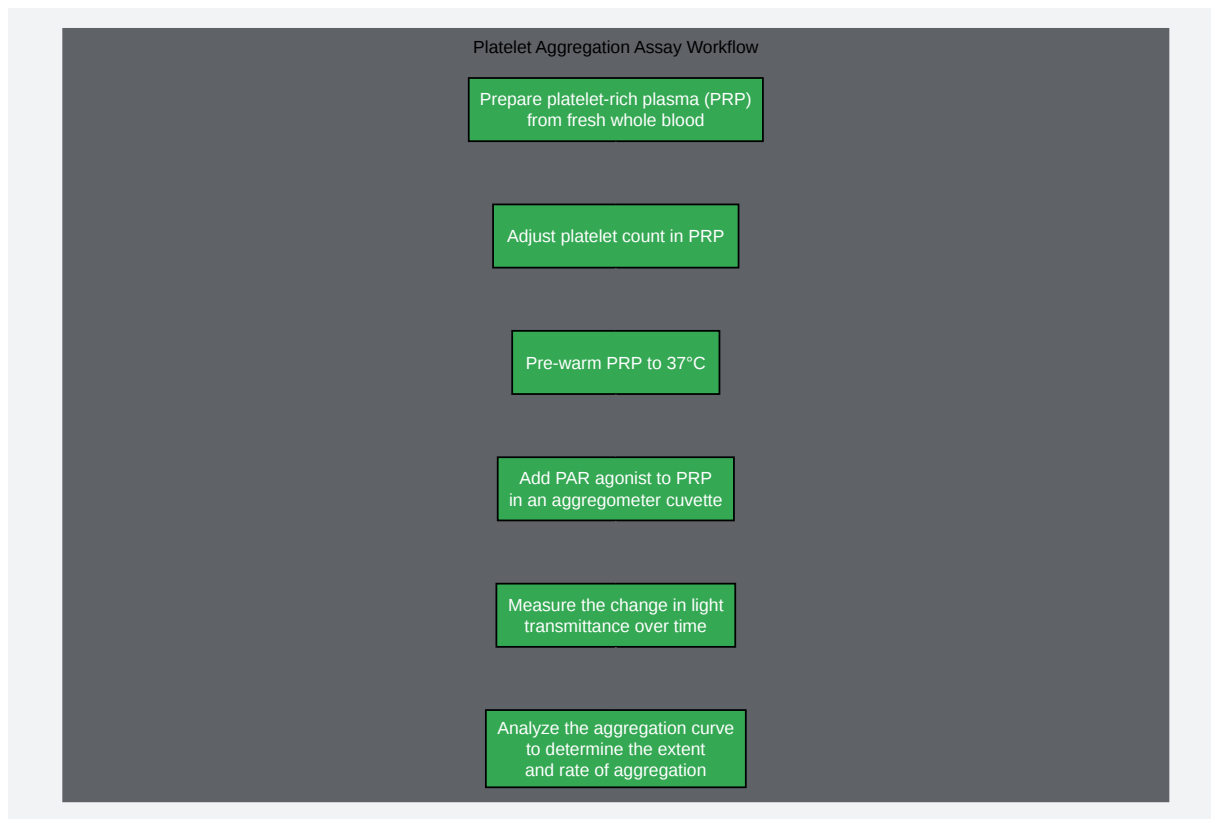 Platelet Aggregation Assay Workflow
Prepare platelet-rich plasma (PRP)
from fresh whole blood
Adjust platelet count in PRP
Pre-warm PRP to 37°C
Add PAR agonist to PRP
in an aggregometer cuvette
Measure the change in light
transmittance over time
Analyze the aggregation curve
to determine the extent
and rate of aggregation